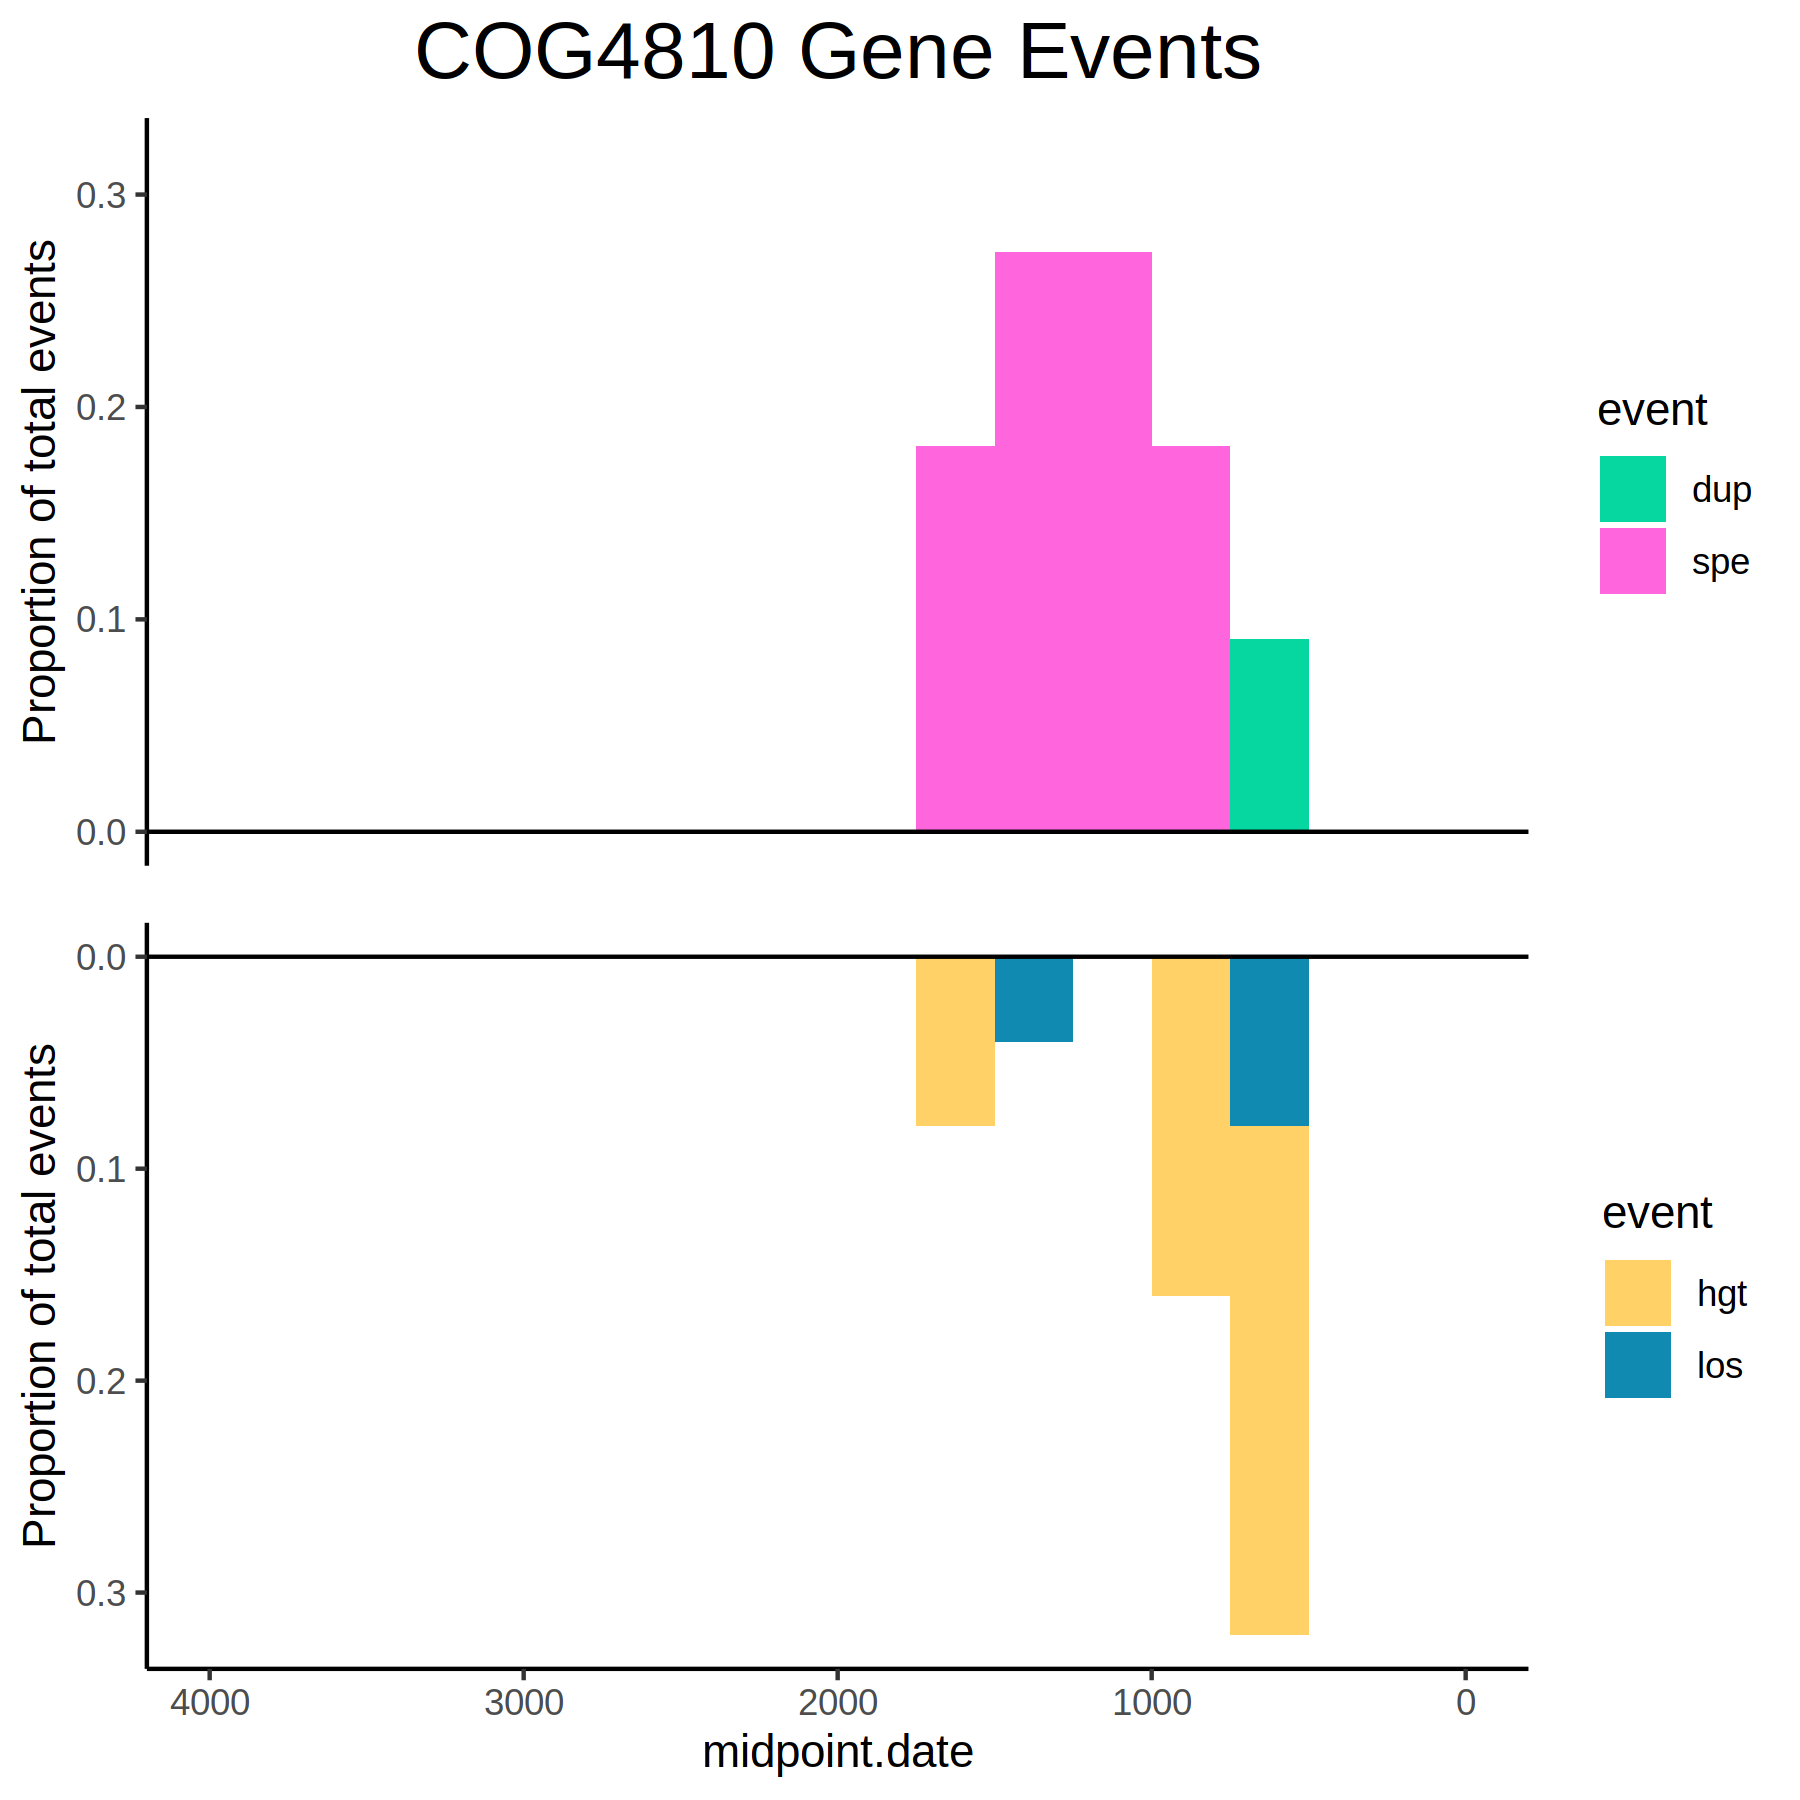 COG4810 Gene Events
Proportion of total events
0.3
0.2
0.1
0.0
event
dup
spe
Proportion of total events
0.0
0.1
0.2
0.3
event
hgt
los
4000 3000 2000 1000 0
midpoint.date